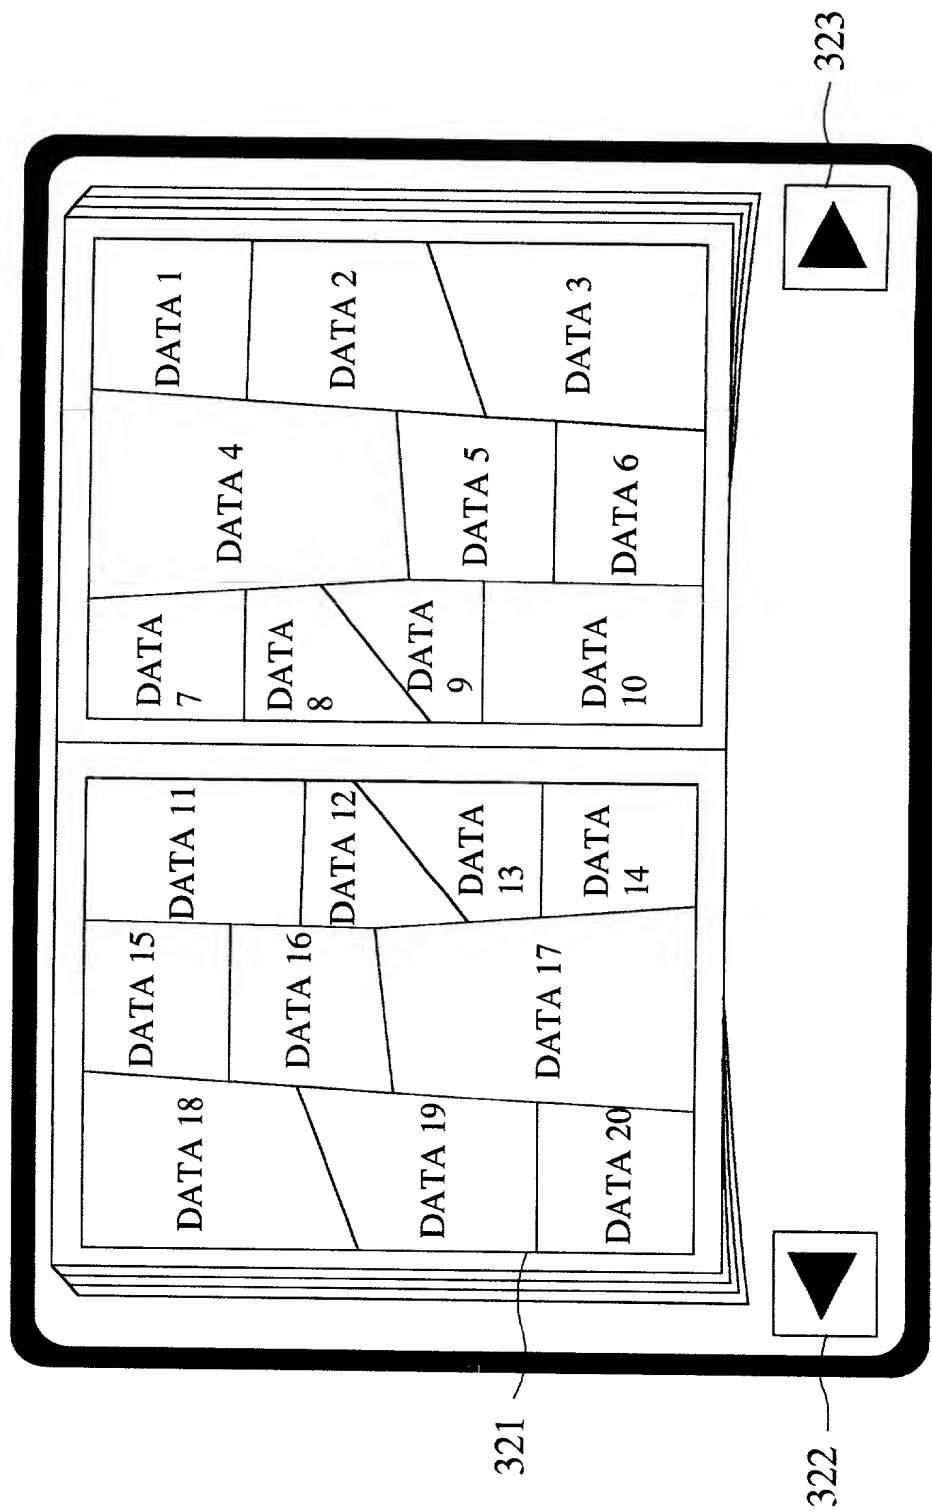 DATA 1
DATA 2
DATA 3
DATA 4
DATA 5
DATA 6
DATA
7
DATA
8
DATA
9
DATA
10
DATA 11
DATA 12
DATA
13
DATA
14
DATA 15
DATA 16
DATA 17
DATA 18
DATA 19
DATA 20
321
322
323